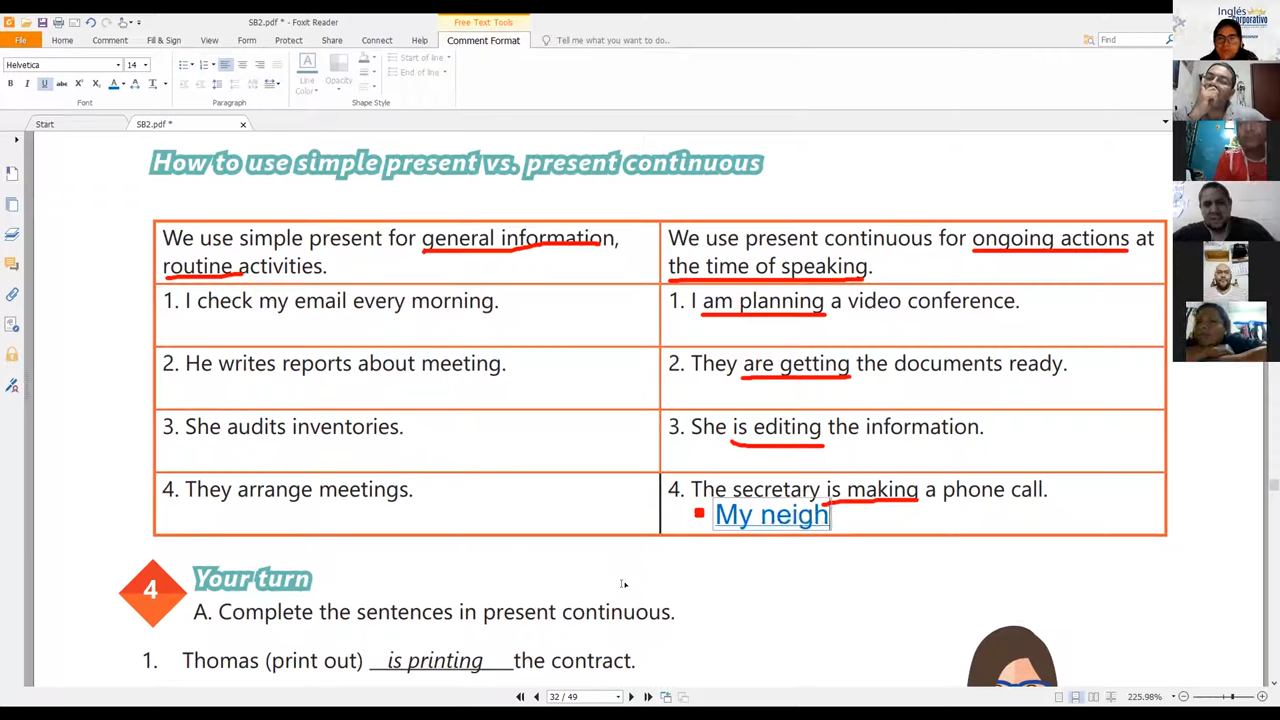 SB2.pdf * - Foxit Reader
Free Text Tools
File Home Comment Fill & Sign View Form Protect Share Connect Help Comment Format Tell me what you want to do..
Find
Helvetica 14
Line Color
Opacity
Start of line
End of line
Font Paragraph Shape Style
Start SB2.pdf *
Inglés
Corporativo
How to use simple present vs. present continuous
We use simple present for general information,
routine activities.
We use present continuous for ongoing actions at
the time of speaking.
1. I check my email every morning.
1. I am planning a video conference.
2. He writes reports about meeting.
2. They are getting the documents ready.
3. She audits inventories.
3. She is editing the information.
4. They arrange meetings.
4. The secretary is making a phone call.
My neigh
4
Your turn
A. Complete the sentences in present continuous.
1. Thomas (print out) __is printing___the contract.
32 / 49
225.98%